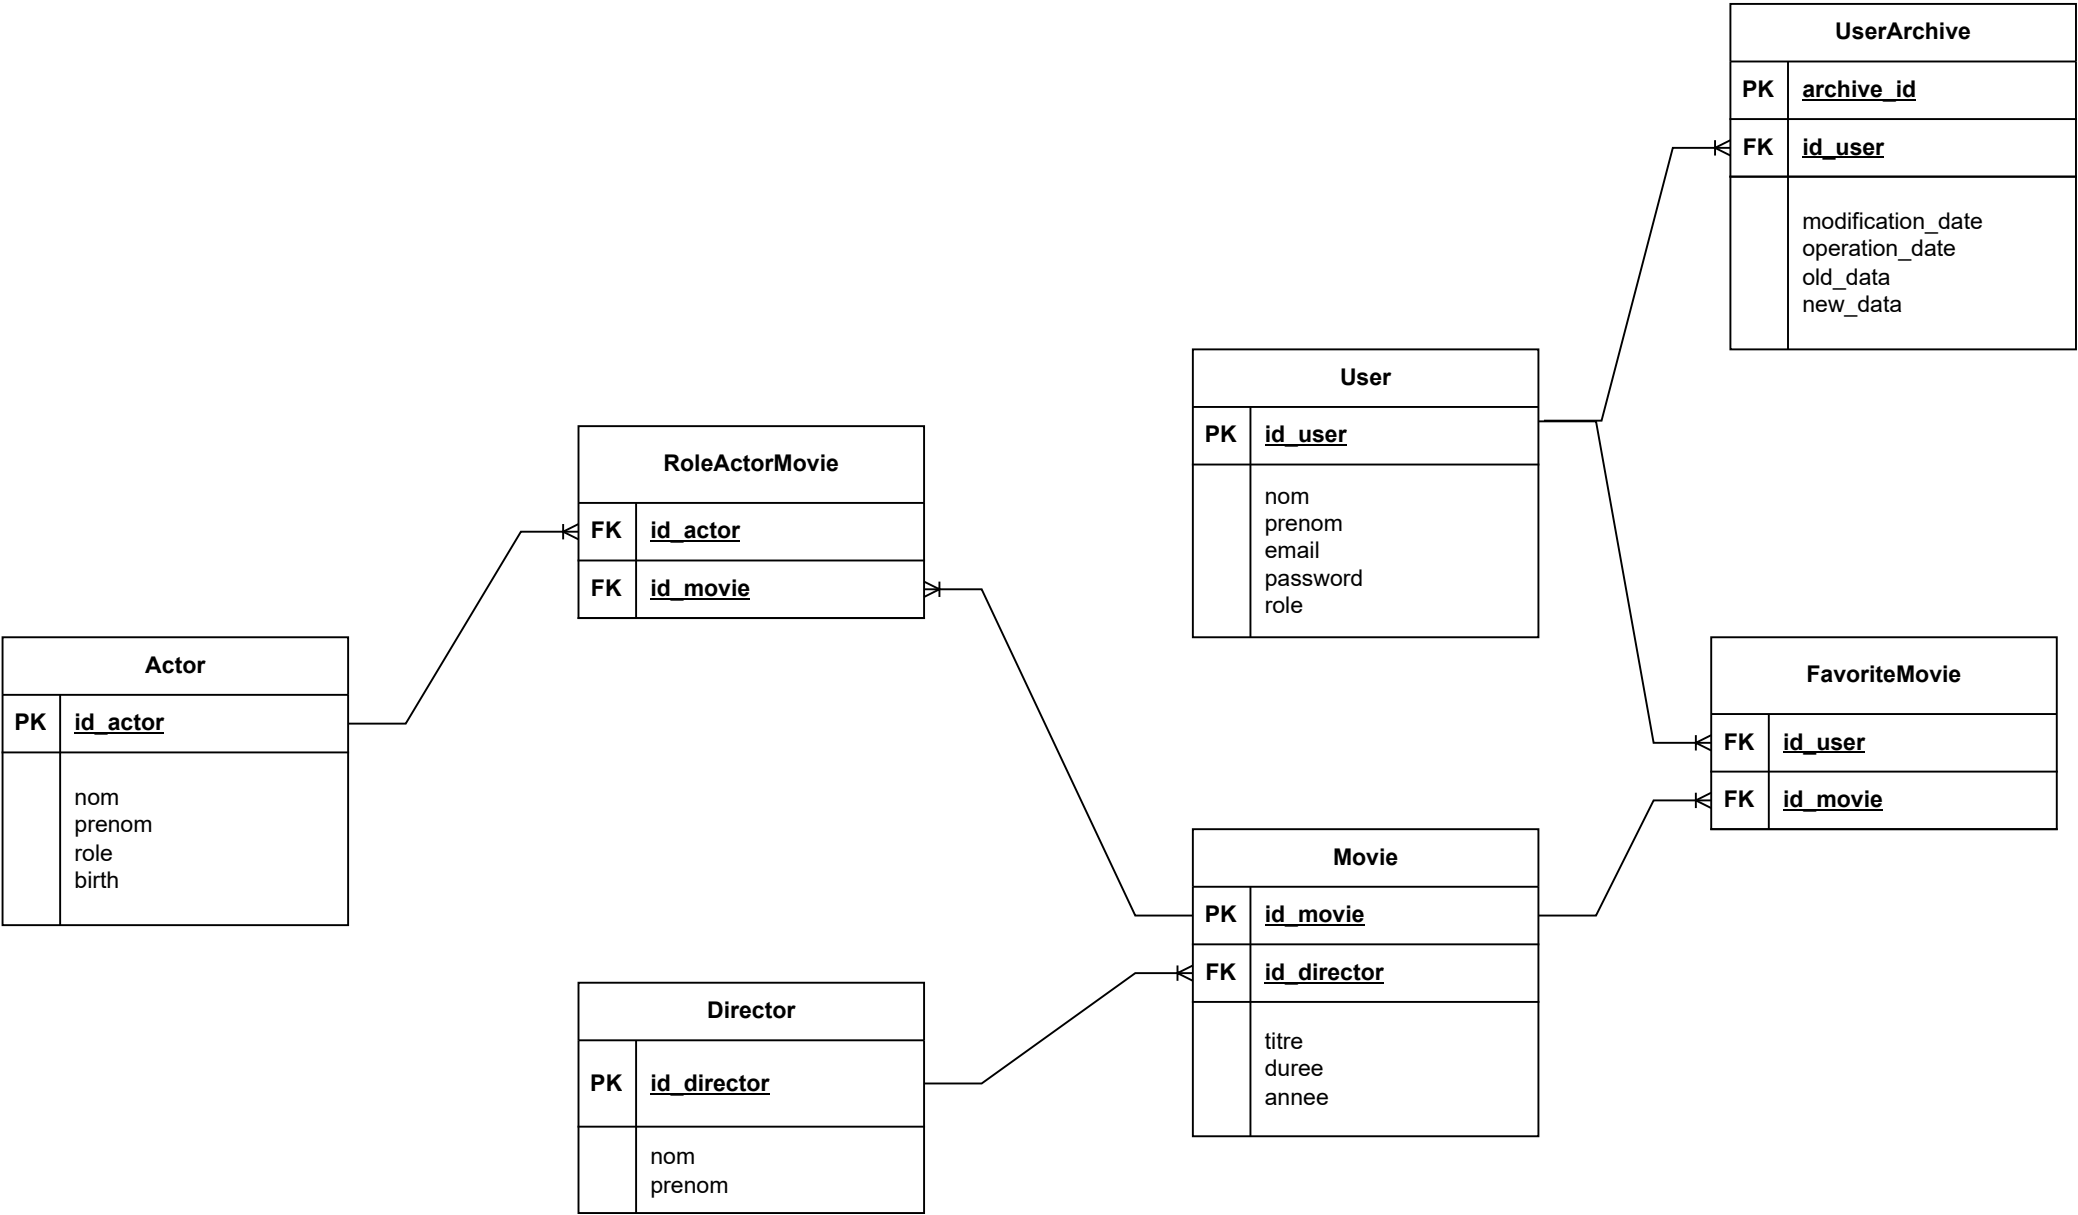 UserArchive
PK archive_id
FK id_user
modification_date
operation_date
old_data
new_data
User
PK id_user
nom
prenom
email
password
role
RoleActorMovie
FK id_actor
FK id_movie
Actor
PK id_actor
nom
prenom
role
birth
FavoriteMovie
FK id_user
FK id_movie
Movie
PK id_movie
FK id_director
titre
duree
annee
Director
PK id_director
nom
prenom